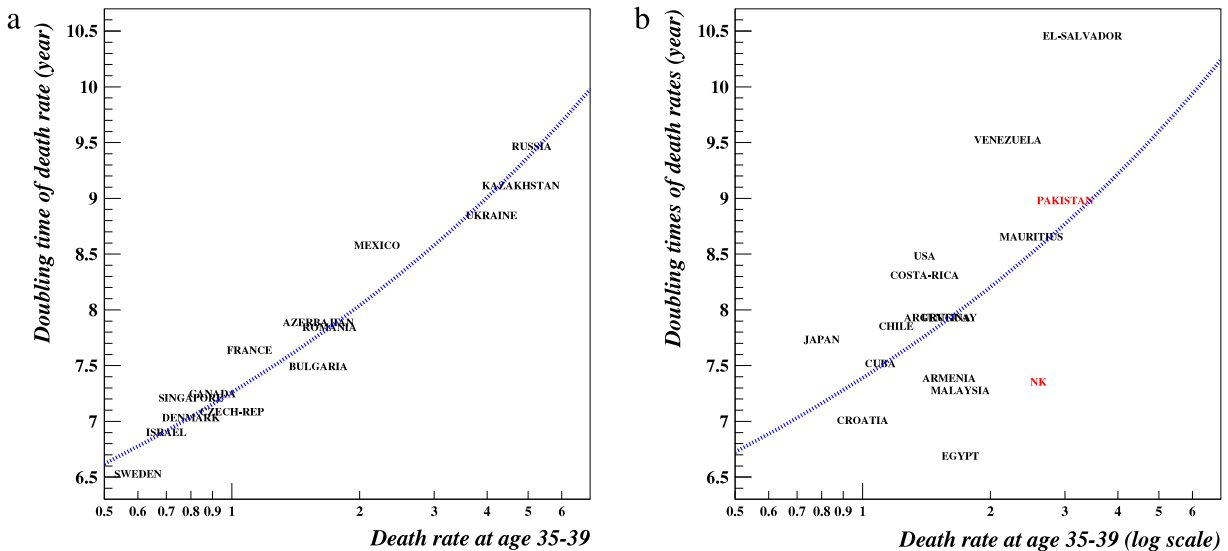 a
Doubling time of death rate (year)
10.5
10
9.5
9
8.5
8
7.5
7
6.5
RUSSIA
KAZAKHSTAN
UKRAINE
MEXICO
AZERBAIJAN
ROMANIA
FRANCE
BULGARIA
CANADA
SINGAPORE
CZECH-REP
DENMARK
ISRAEL
SWEDEN
0.5 0.6 0.7 0.8 0.9 1 2 3 4 5 6
Death rate at age 35-39
b
Doubling times of death rates (year)
10.5
10
9.5
9
8.5
8
7.5
7
6.5
EL-SALVADOR
VENEZUELA
PAKISTAN
MAURITIUS
USA
COSTA-RICA
ARGENTINA
URUGUAY
CHILE
JAPAN
CUBA
ARMENIA
NK
MALAYSIA
CROATIA
EGYPT
0.5 0.6 0.7 0.8 0.9 1 2 3 4 5 6
Death rate at age 35-39 (log scale)